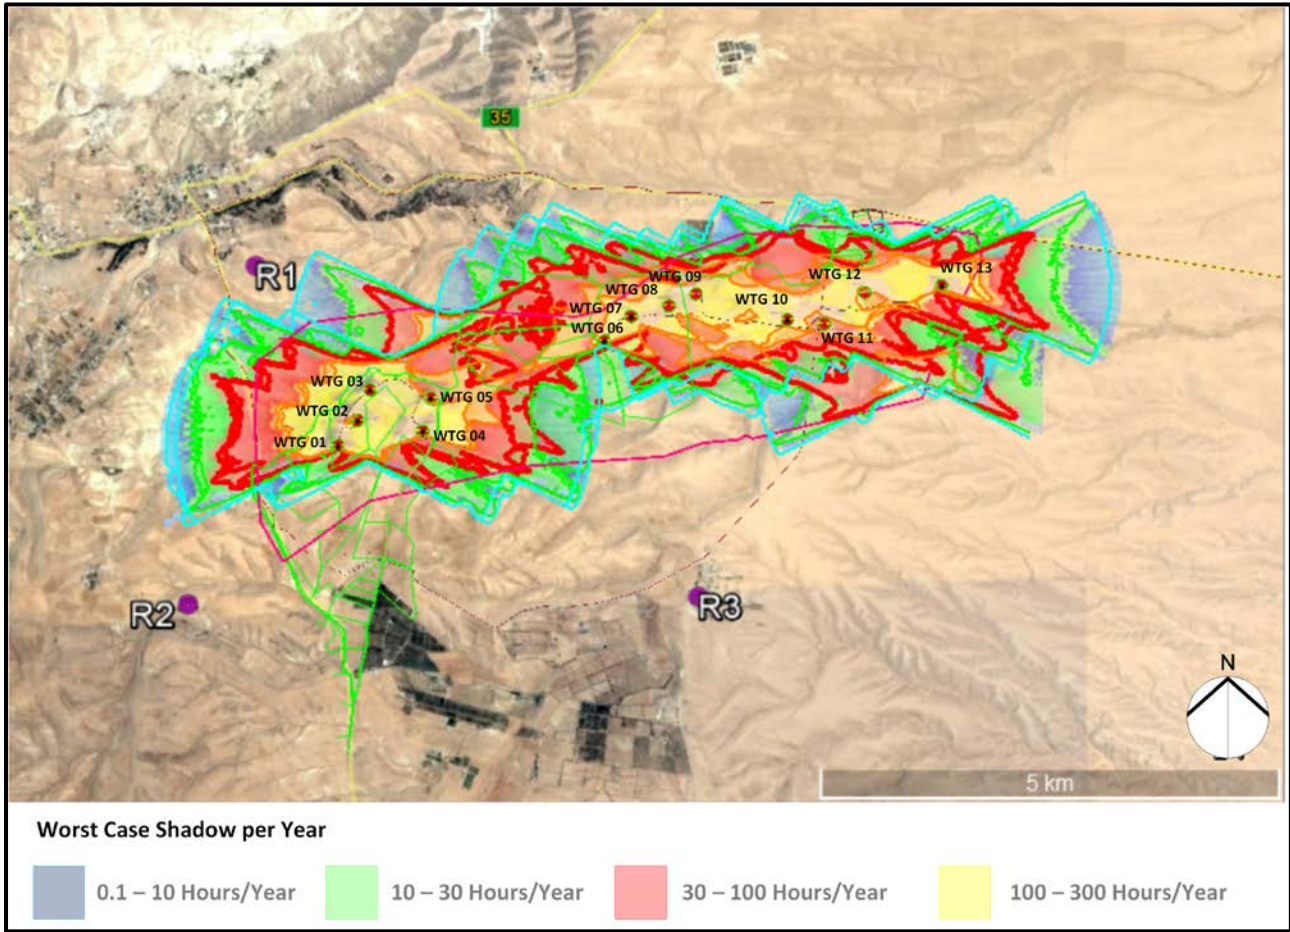 35
R1
WTG 09
WTG 12
WTG 13
WTG 08
WTG 10
WTG 07
WTG 06
WTG 11
WTG 03
WTG 05
WTG 02
WTG 04
WTG 01
R2
R3
N
5 km
Worst Case Shadow per Year
0.1 – 10 Hours/Year
10 – 30 Hours/Year
30 – 100 Hours/Year
100 – 300 Hours/Year